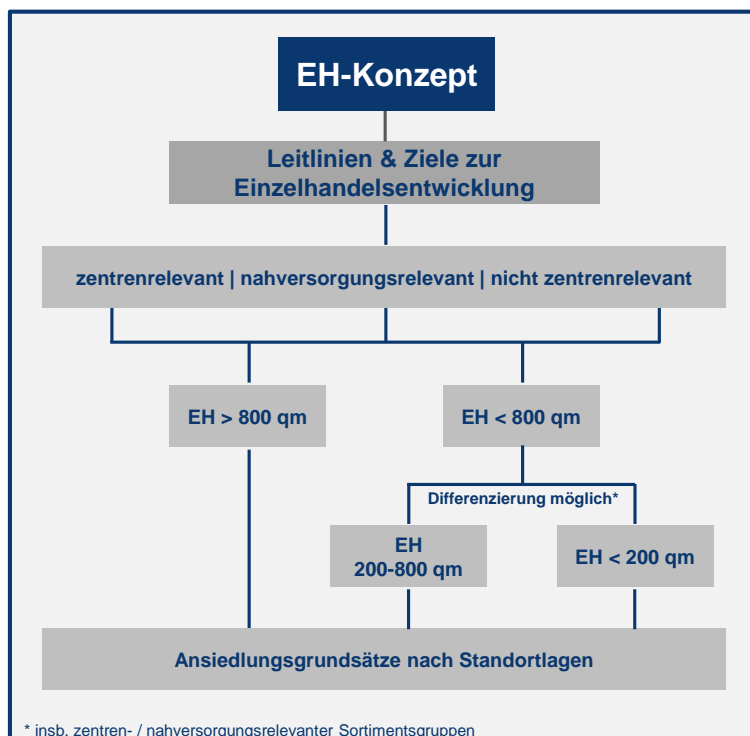 EH-Konzept
Leitlinien & Ziele zur
Einzelhandelsentwicklung
zentrenrelevant | nahversorgungsrelevant | nicht zentrenrelevant
EH > 800 qm
EH < 800 qm
Differenzierung möglich*
EH
200-800 qm
EH < 200 qm
Ansiedlungsgrundsätze nach Standortlagen
* insb. zentren- / nahversorgungsrelevanter Sortimentsgruppen